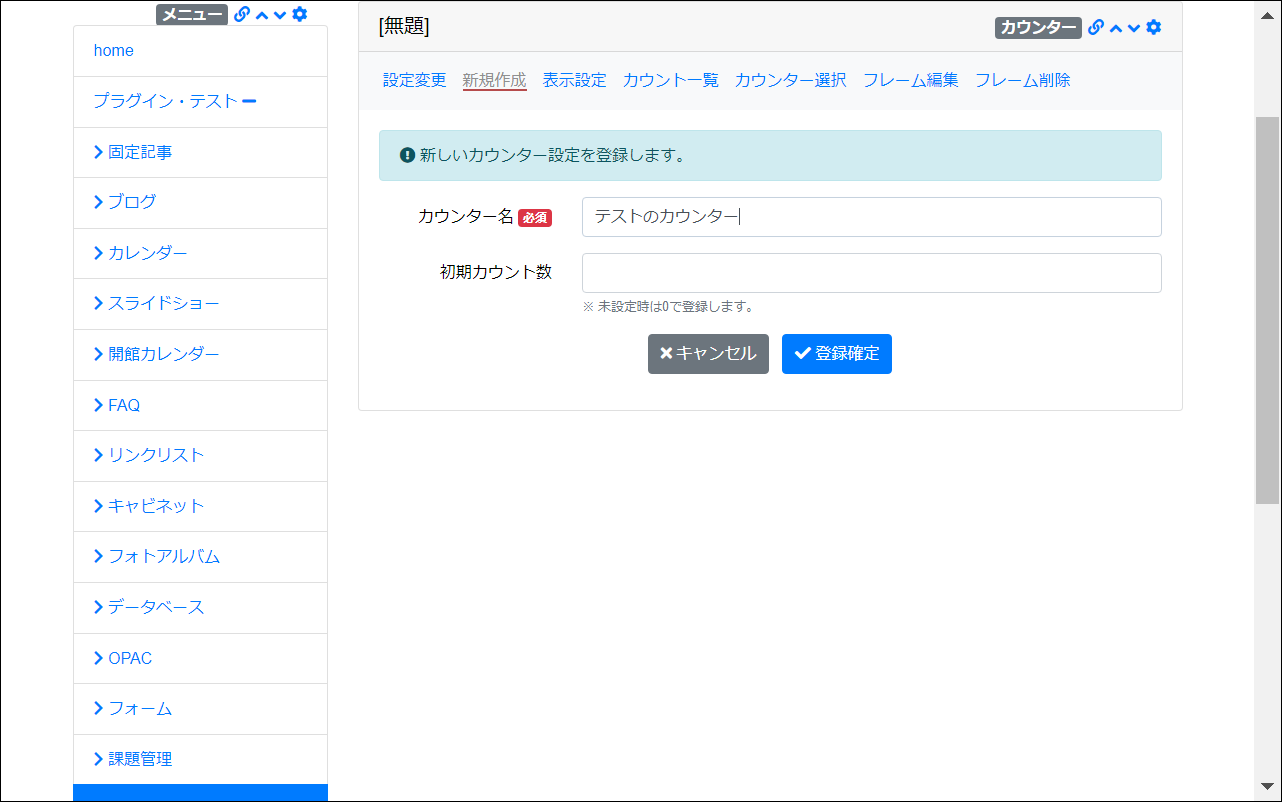 メニュー
home
プラグイン・テスト
固定記事
ブログ
カレンダー
スライドショー
開館カレンダー
FAQ
リンクリスト
キャビネット
フォトアルバム
データベース
OPAC
フォーム
課題管理
[無題] カウンター
設定変更 新規作成 表示設定 カウント一覧 カウンター選択 フレーム編集 フレーム削除
新しいカウンター設定を登録します。
カウンター名 必須 テストのカウンター
初期カウント数
※ 未設定時は0で登録します。
キャンセル 登録確定